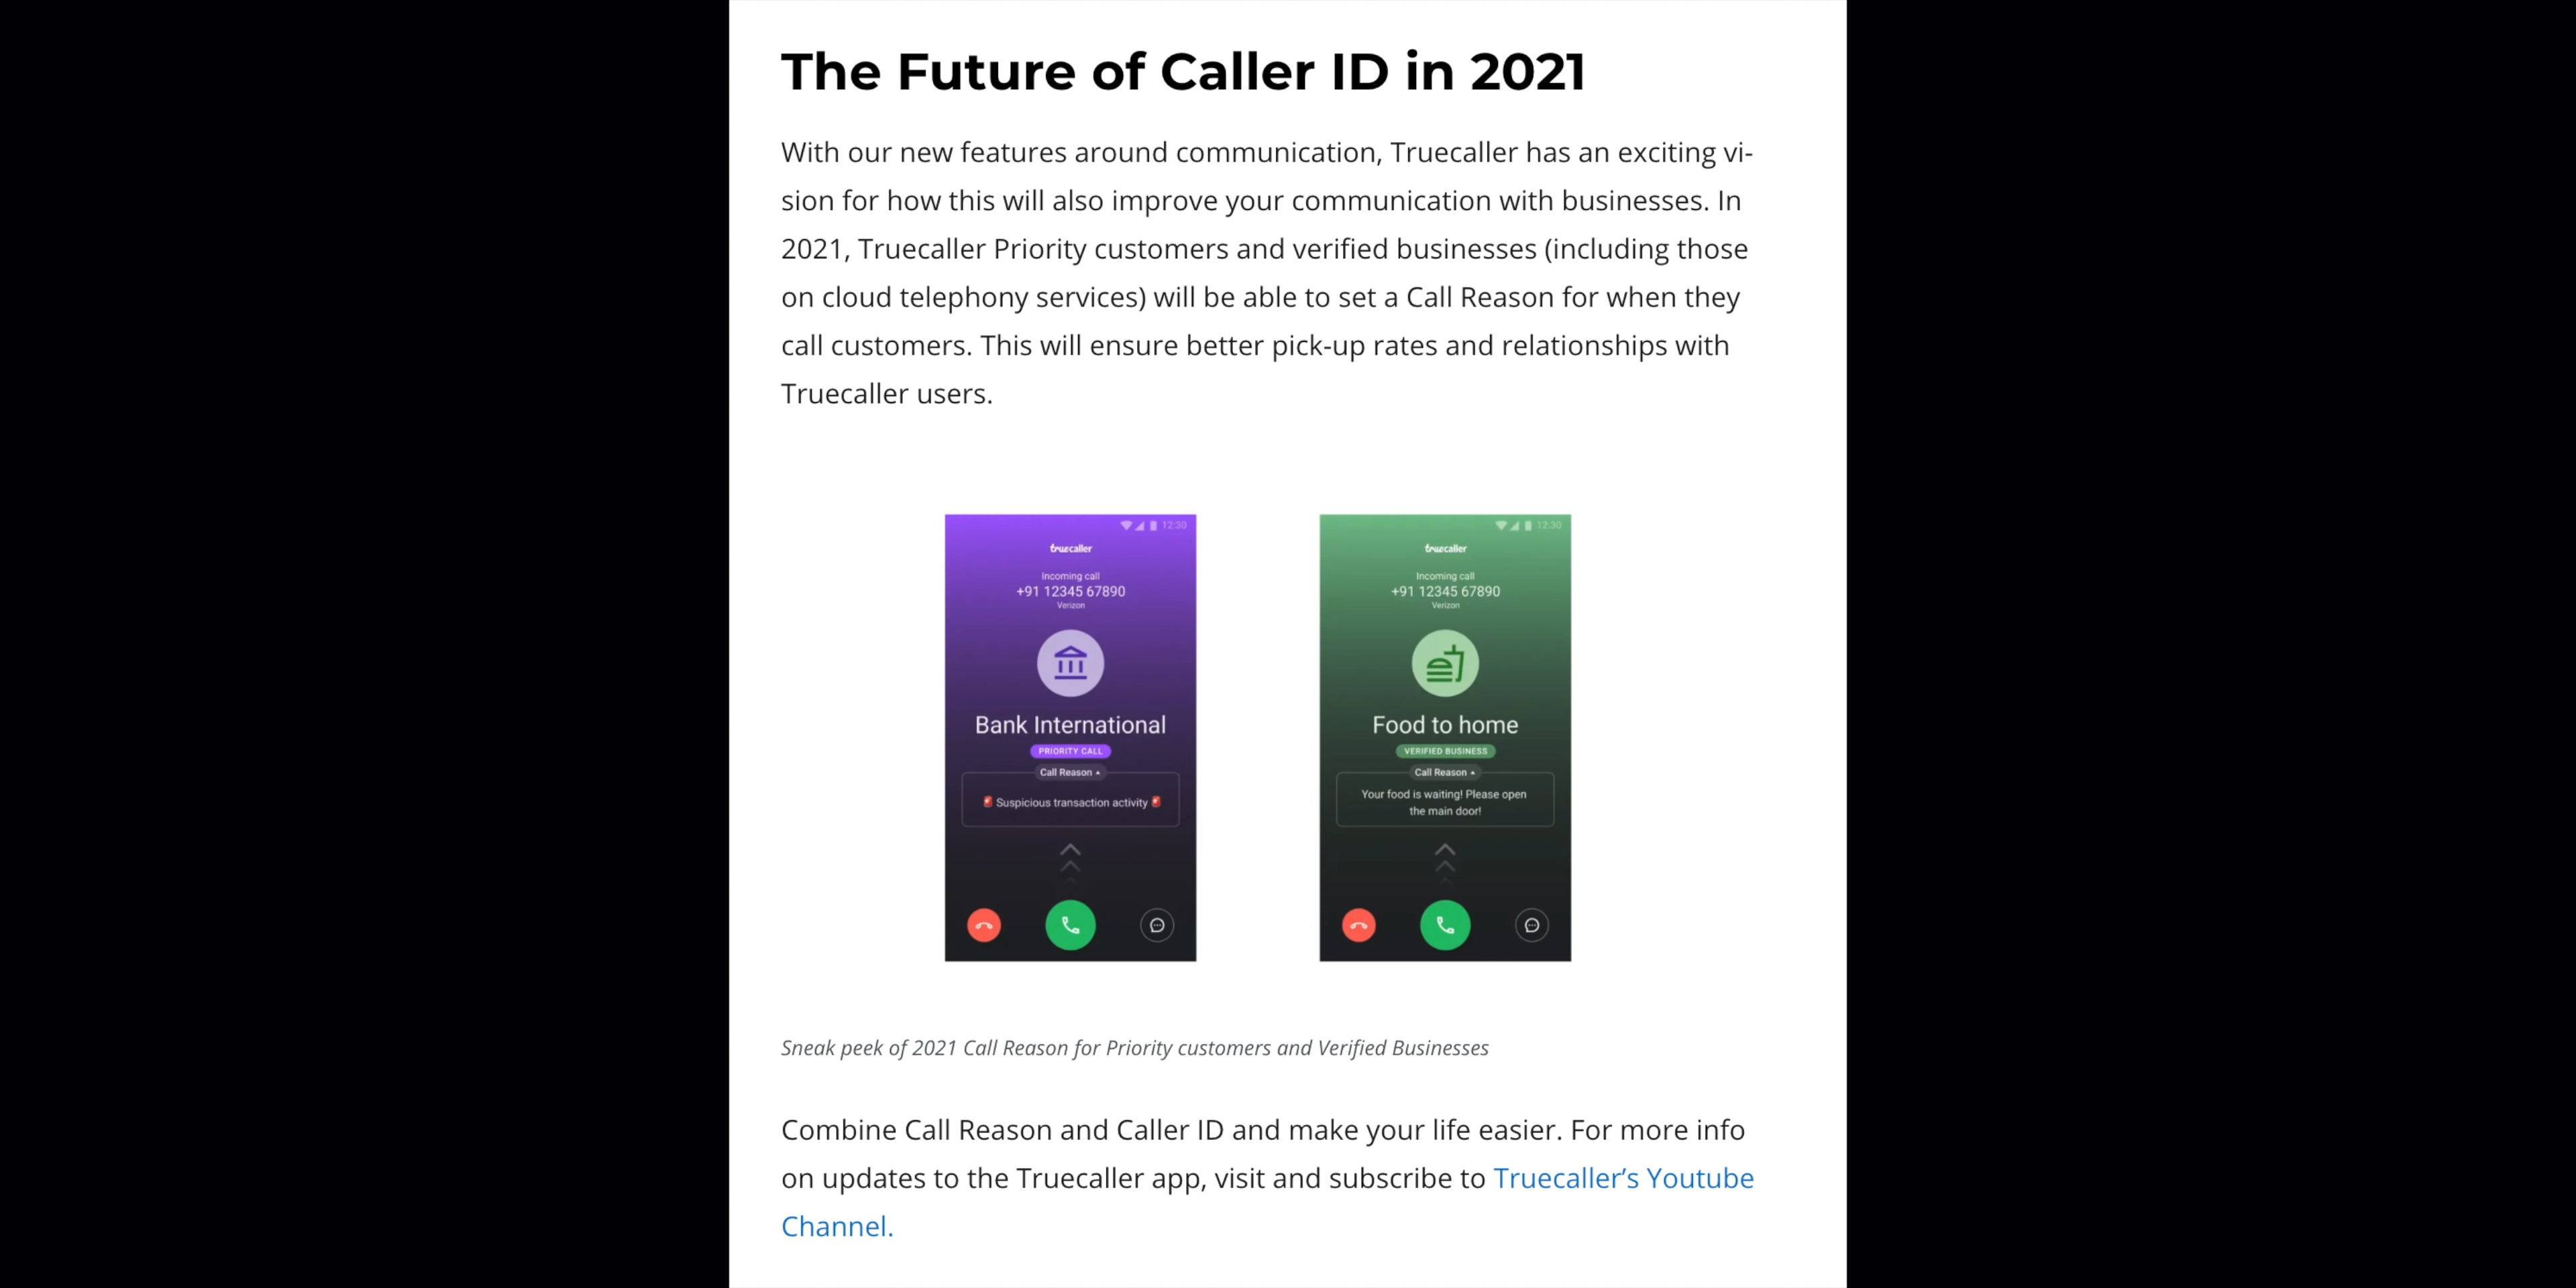 The Future of Caller ID in 2021
With our new features around communication, Truecaller has an exciting vi-
sion for how this will also improve your communication with businesses. In
2021, Truecaller Priority customers and verified businesses (including those
on cloud telephony services) will be able to set a Call Reason for when they
call customers. This will ensure better pick-up rates and relationships with
Truecaller users.
12:30
truecaller
Incoming call
+91 12345 67890
Verizon
Bank International
PRIORITY CALL
Call Reason
Suspicious transaction activity
12:30
truecaller
Incoming call
+91 12345 67890
Verizon
Food to home
VERIFIED BUSINESS
Call Reason
Your food is waiting! Please open
the main door!
Sneak peek of 2021 Call Reason for Priority customers and Verified Businesses
Combine Call Reason and Caller ID and make your life easier. For more info
on updates to the Truecaller app, visit and subscribe to Truecaller’s Youtube
Channel.